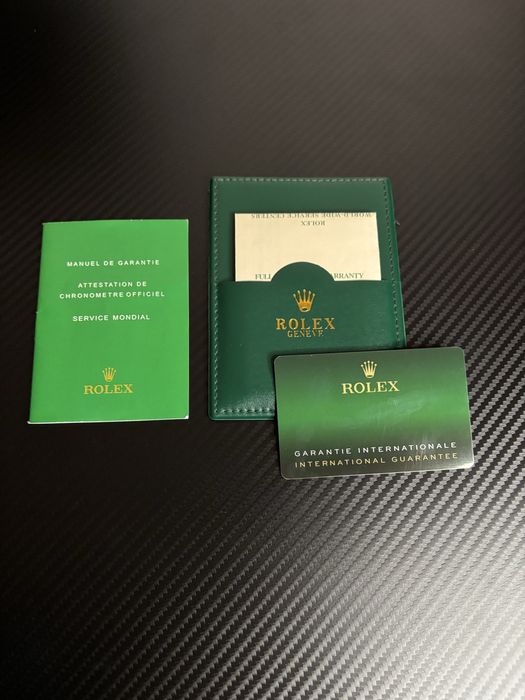 MANUEL DE GARANTIE
ATTESTATION DE
CHRONOMETRE OFFICIEL
SERVICE MONDIAL
ROLEX
WORLD-WIDE SERVICE CENTERS
ROLEX
FULL
ROLEX
GENEVE
ROLEX
GARANTIE INTERNATIONALE
INTERNATIONAL GUARANTEE